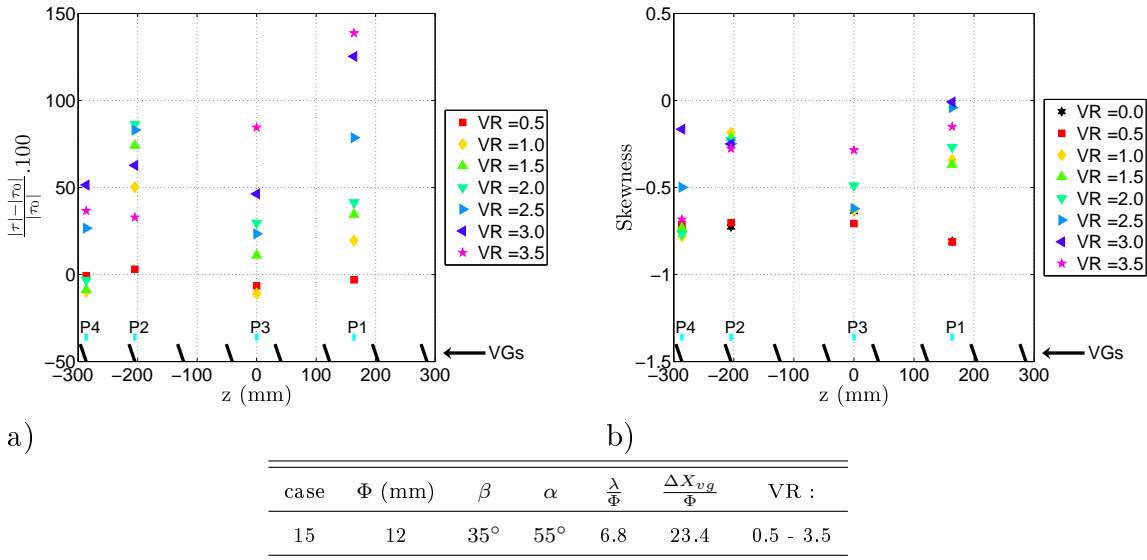 150
100
50
0
−50
−300 −200 −100 0 100 200 300
z (mm)
|τ|−|τ0| / |τ0| .100
P4 P2 P3 P1
VGs
VR =0.5
VR =1.0
VR =1.5
VR =2.0
VR =2.5
VR =3.0
VR =3.5
a)
0.5
0
−0.5
−1
−1.5
−300 −200 −100 0 100 200 300
z (mm)
Skewness
P4 P2 P3 P1
VGs
VR =0.0
VR =0.5
VR =1.0
VR =1.5
VR =2.0
VR =2.5
VR =3.0
VR =3.5
b)
case Φ (mm) β α λ/Φ ΔXvg/Φ VR :
15 12 35° 55° 6.8 23.4 0.5 - 3.5